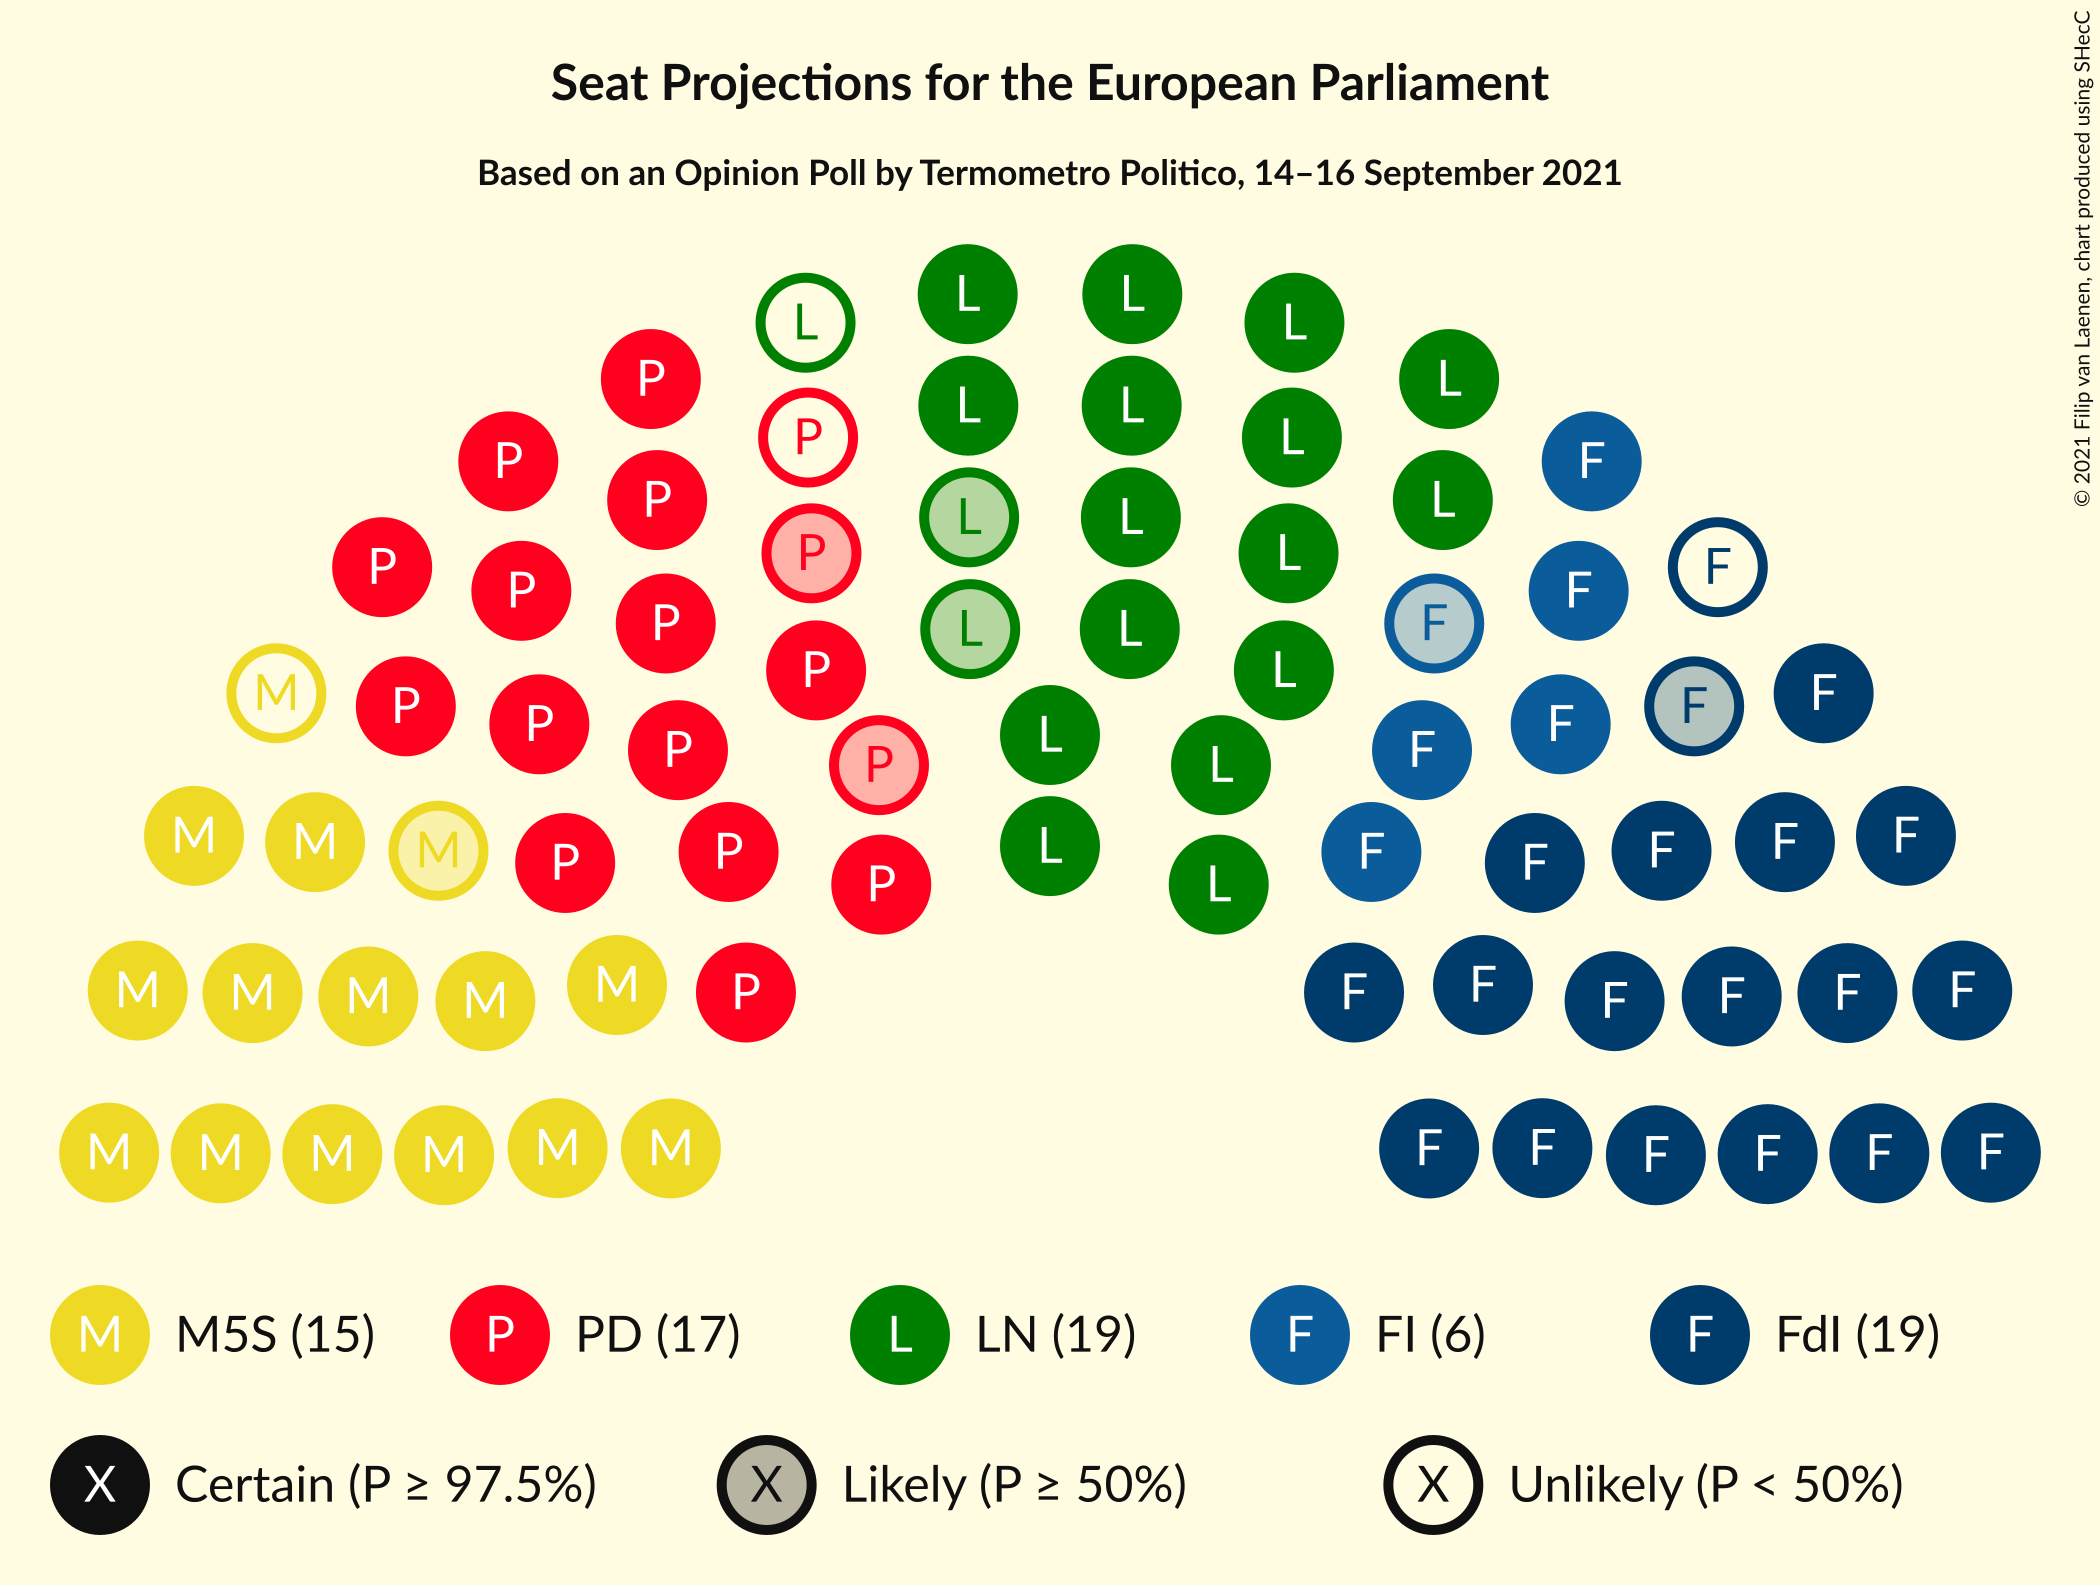 Seat Projections for the European Parliament
Based on an Opinion Poll by Termometro Politico, 14–16 September 2021
© 2021 Filip van Laenen, chart produced using SHecC
L L L L
P L
P L L L P F
P P L L L F
P P L L F F
P P L L F
M P P P L L F F F
P P P L L F F
M M M P P P L L F F F F F
M M M M M P F F F F F F
M M M M M M F F F F F F
M M5S (15) P PD (17) L LN (19) F FI (6) F FdI (19)
X Certain (P ≥ 97.5%) X Likely (P ≥ 50%) X Unlikely (P < 50%)